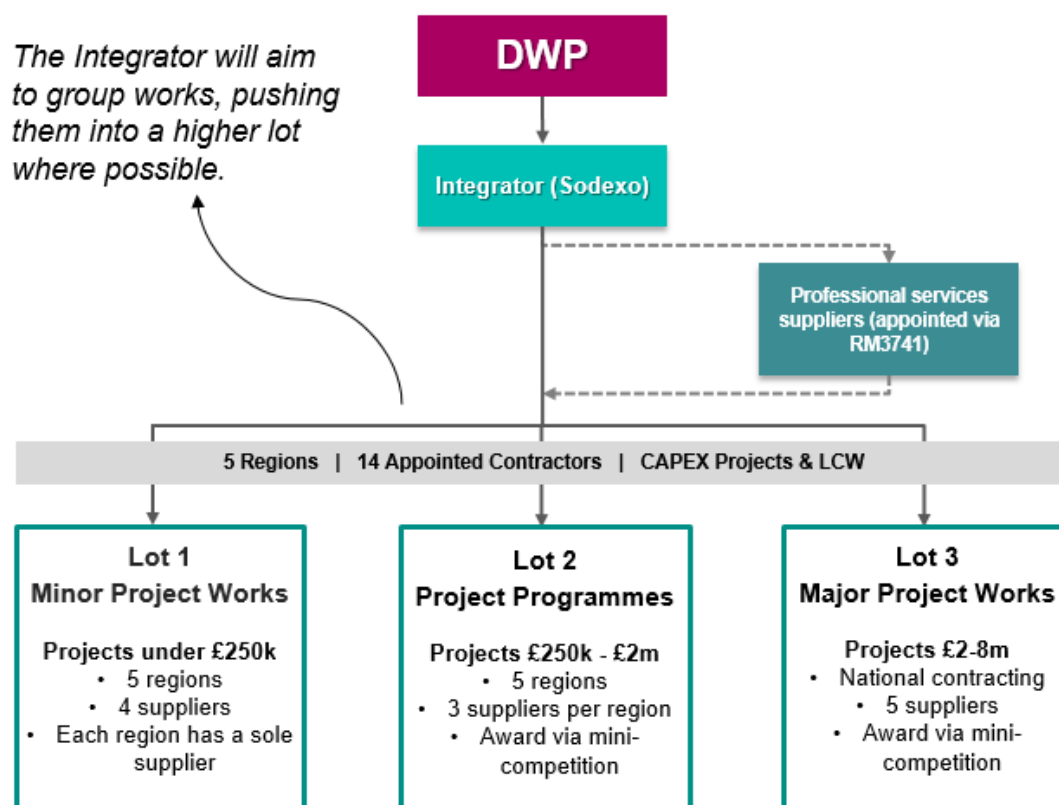 The Integrator will aim
to group works, pushing
them into a higher lot
where possible.
DWP
Integrator (Sodexo)
Professional services
suppliers (appointed via
RM3741)
5 Regions | 14 Appointed Contractors | CAPEX Projects & LCW
Lot 1
Minor Project Works
Projects under £250k
• 5 regions
• 4 suppliers
• Each region has a sole
supplier
Lot 2
Project Programmes
Projects £250k - £2m
• 5 regions
• 3 suppliers per region
• Award via mini-
competition
Lot 3
Major Project Works
Projects £2-8m
• National contracting
• 5 suppliers
• Award via mini-
competition